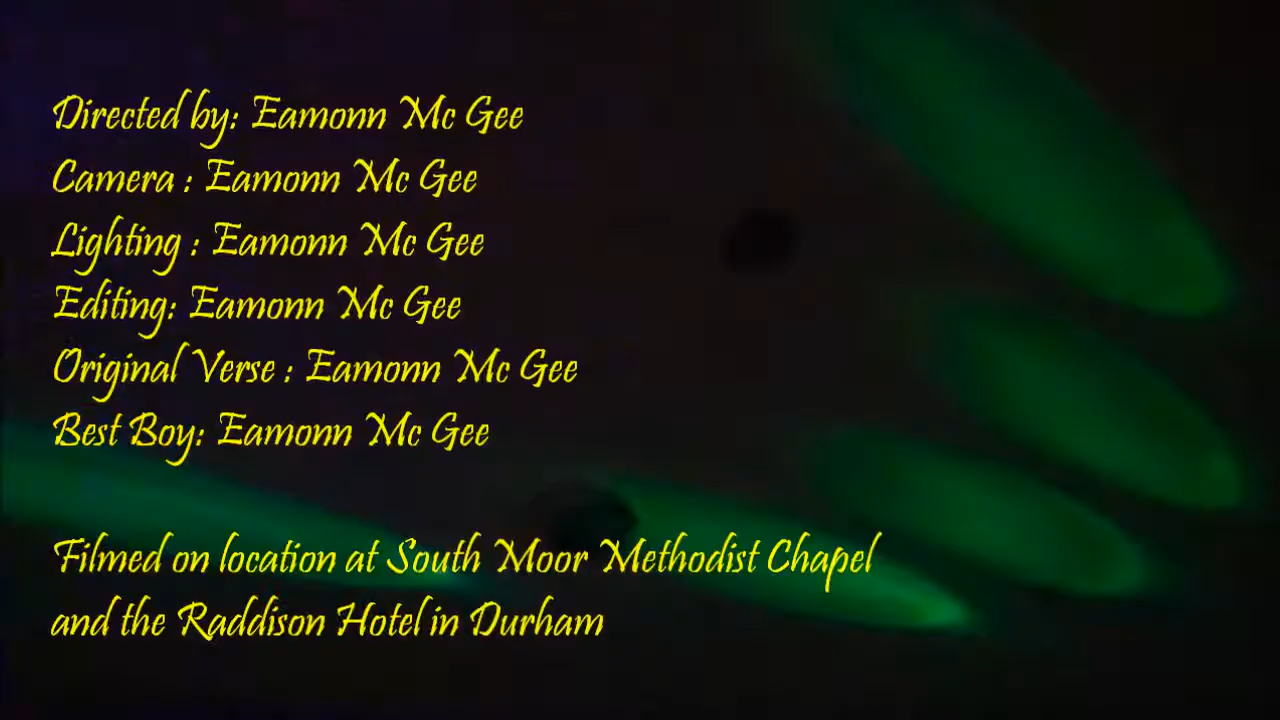 Directed by: Eamonn Mc Gee
Camera : Eamonn Mc Gee
Lighting : Eamonn Mc Gee
Editing: Eamonn Mc Gee
Original Verse : Eamonn Mc Gee
Best Boy: Eamonn Mc Gee
Filmed on location at South Moor Methodist Chapel
and the Raddison Hotel in Durham